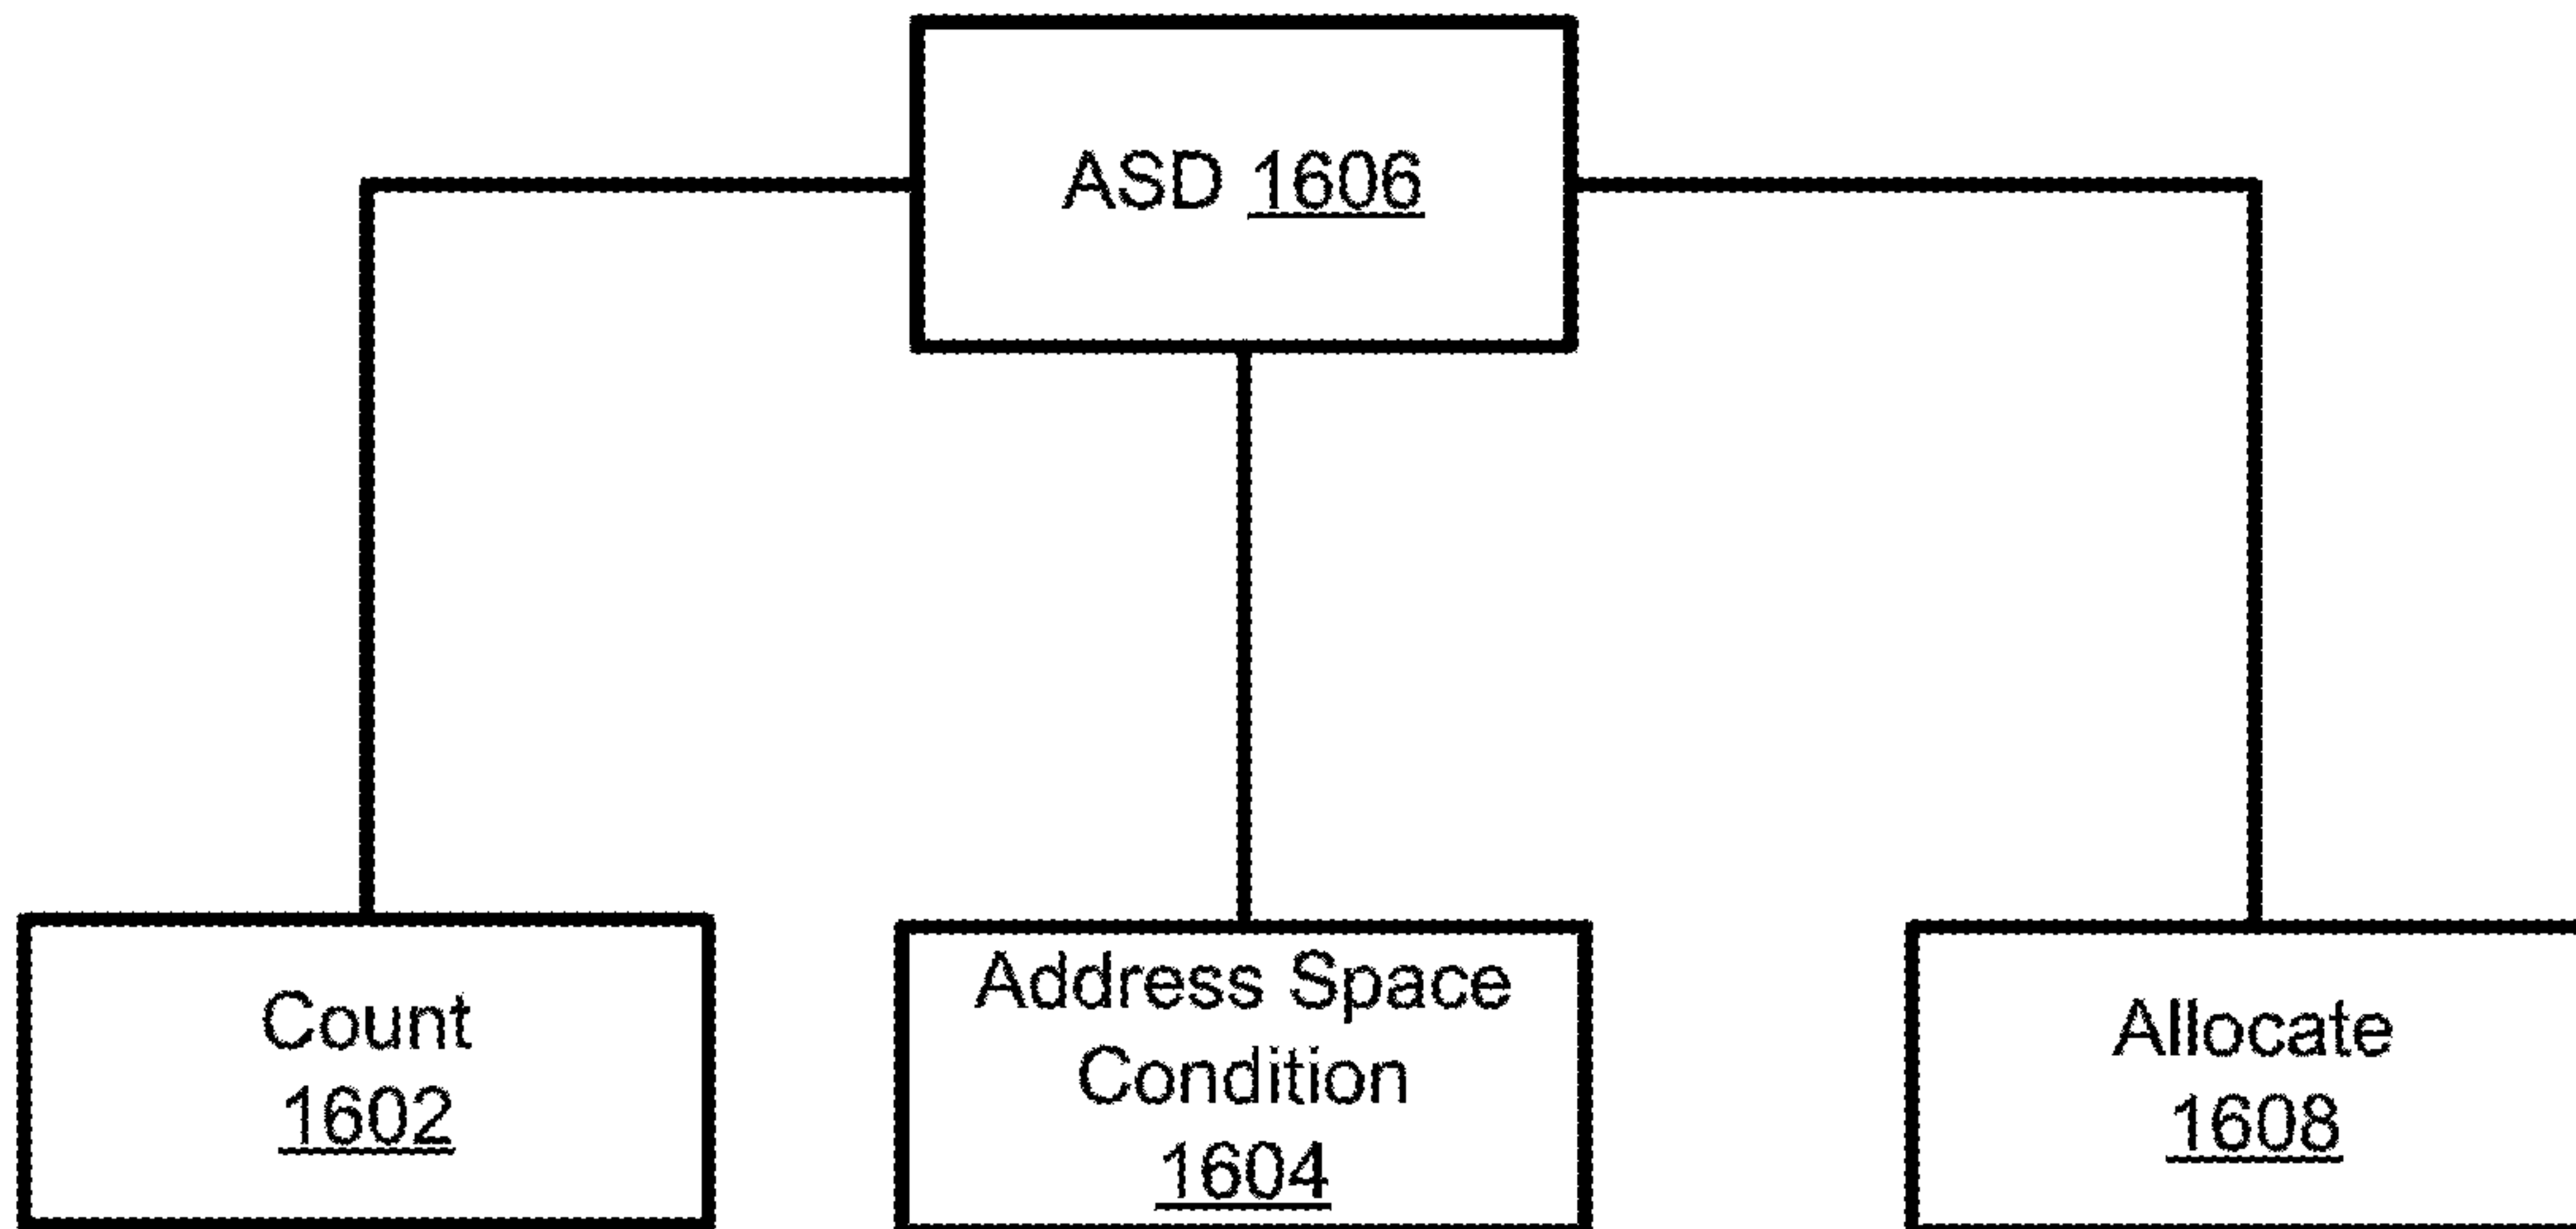 ASD 1606
Count
1602
Address Space
Condition
1604
Allocate
1608